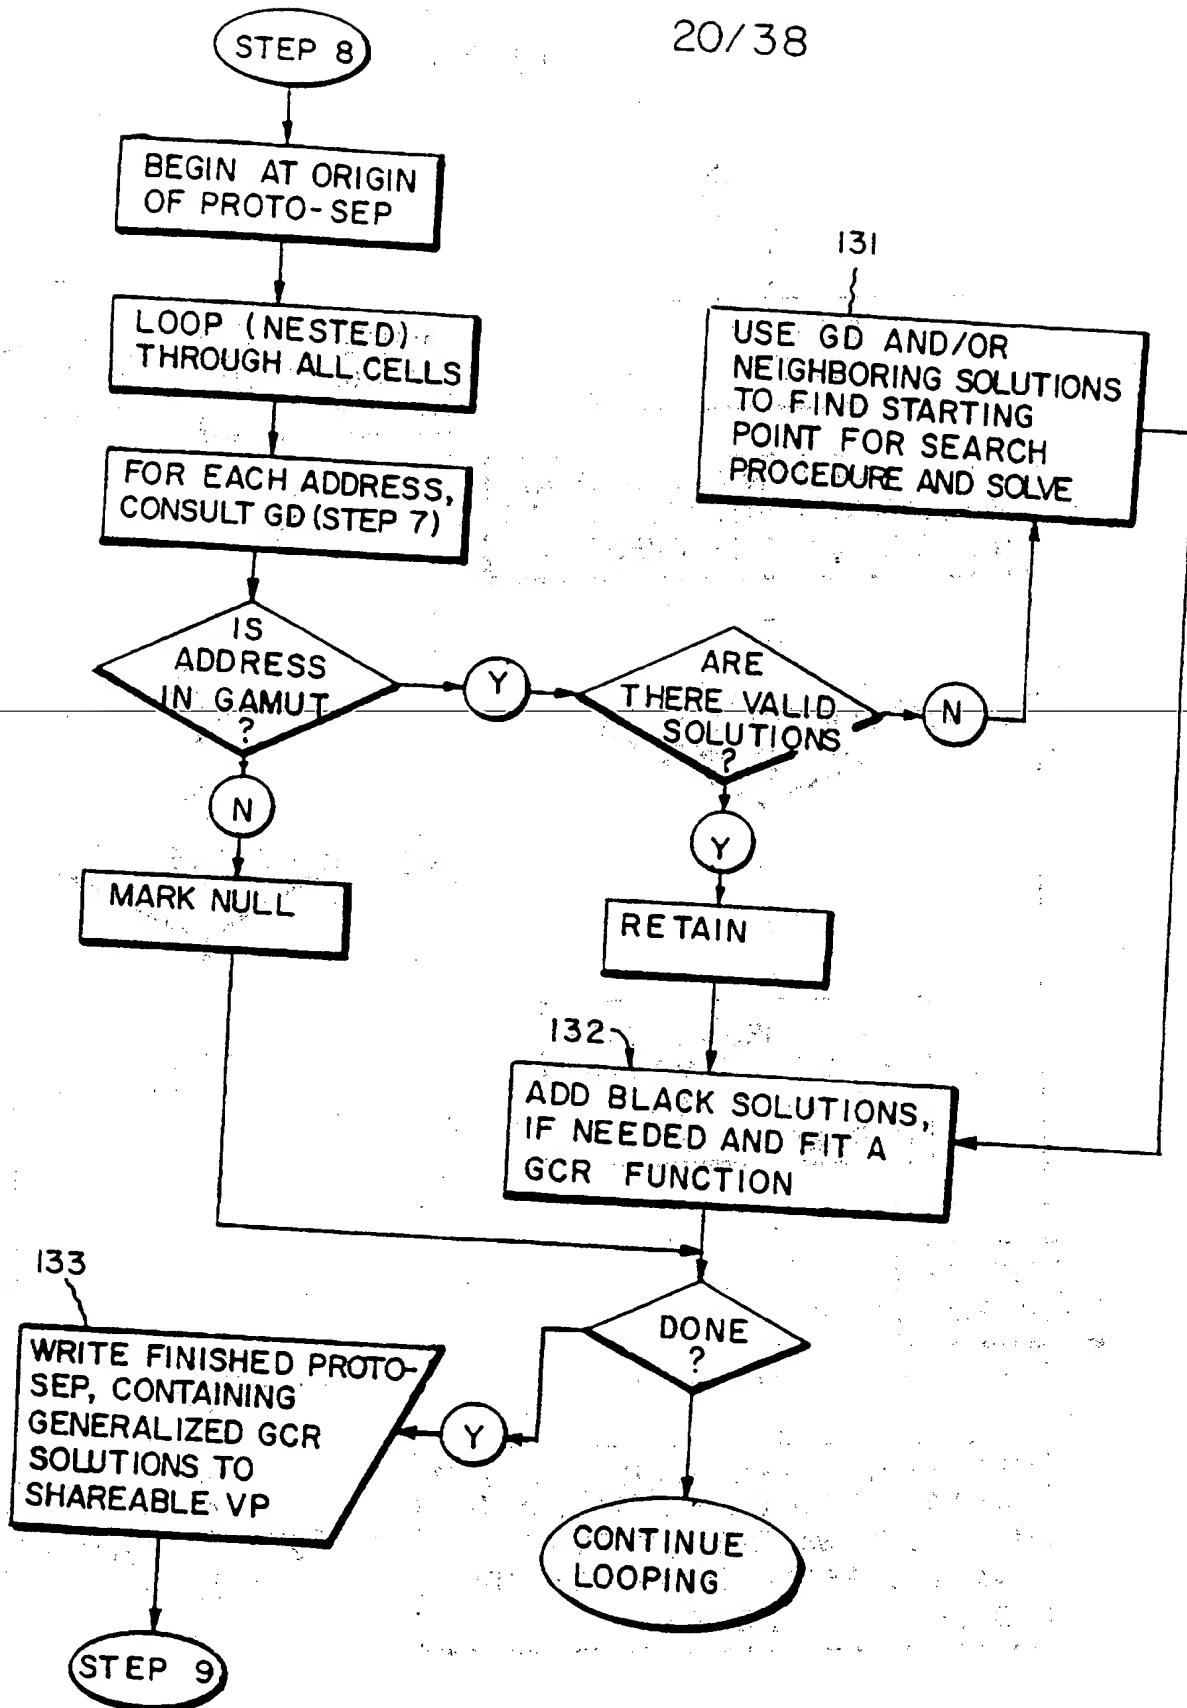 20/38
STEP 8
BEGIN AT ORIGIN
OF PROTO-SEP
LOOP (NESTED)
THROUGH ALL CELLS
FOR EACH ADDRESS,
CONSULT GD (STEP 7)
IS
ADDRESS
IN GAMUT
?
Y
N
MARK NULL
ARE
THERE VALID
SOLUTIONS
?
N
Y
131
USE GD AND/OR
NEIGHBORING SOLUTIONS
TO FIND STARTING
POINT FOR SEARCH
PROCEDURE AND SOLVE
RETAIN
132
ADD BLACK SOLUTIONS,
IF NEEDED AND FIT A
GCR FUNCTION
DONE
?
Y
133
WRITE FINISHED PROTO-
SEP, CONTAINING
GENERALIZED GCR
SOLUTIONS TO
SHAREABLE VP
CONTINUE
LOOPING
STEP 9